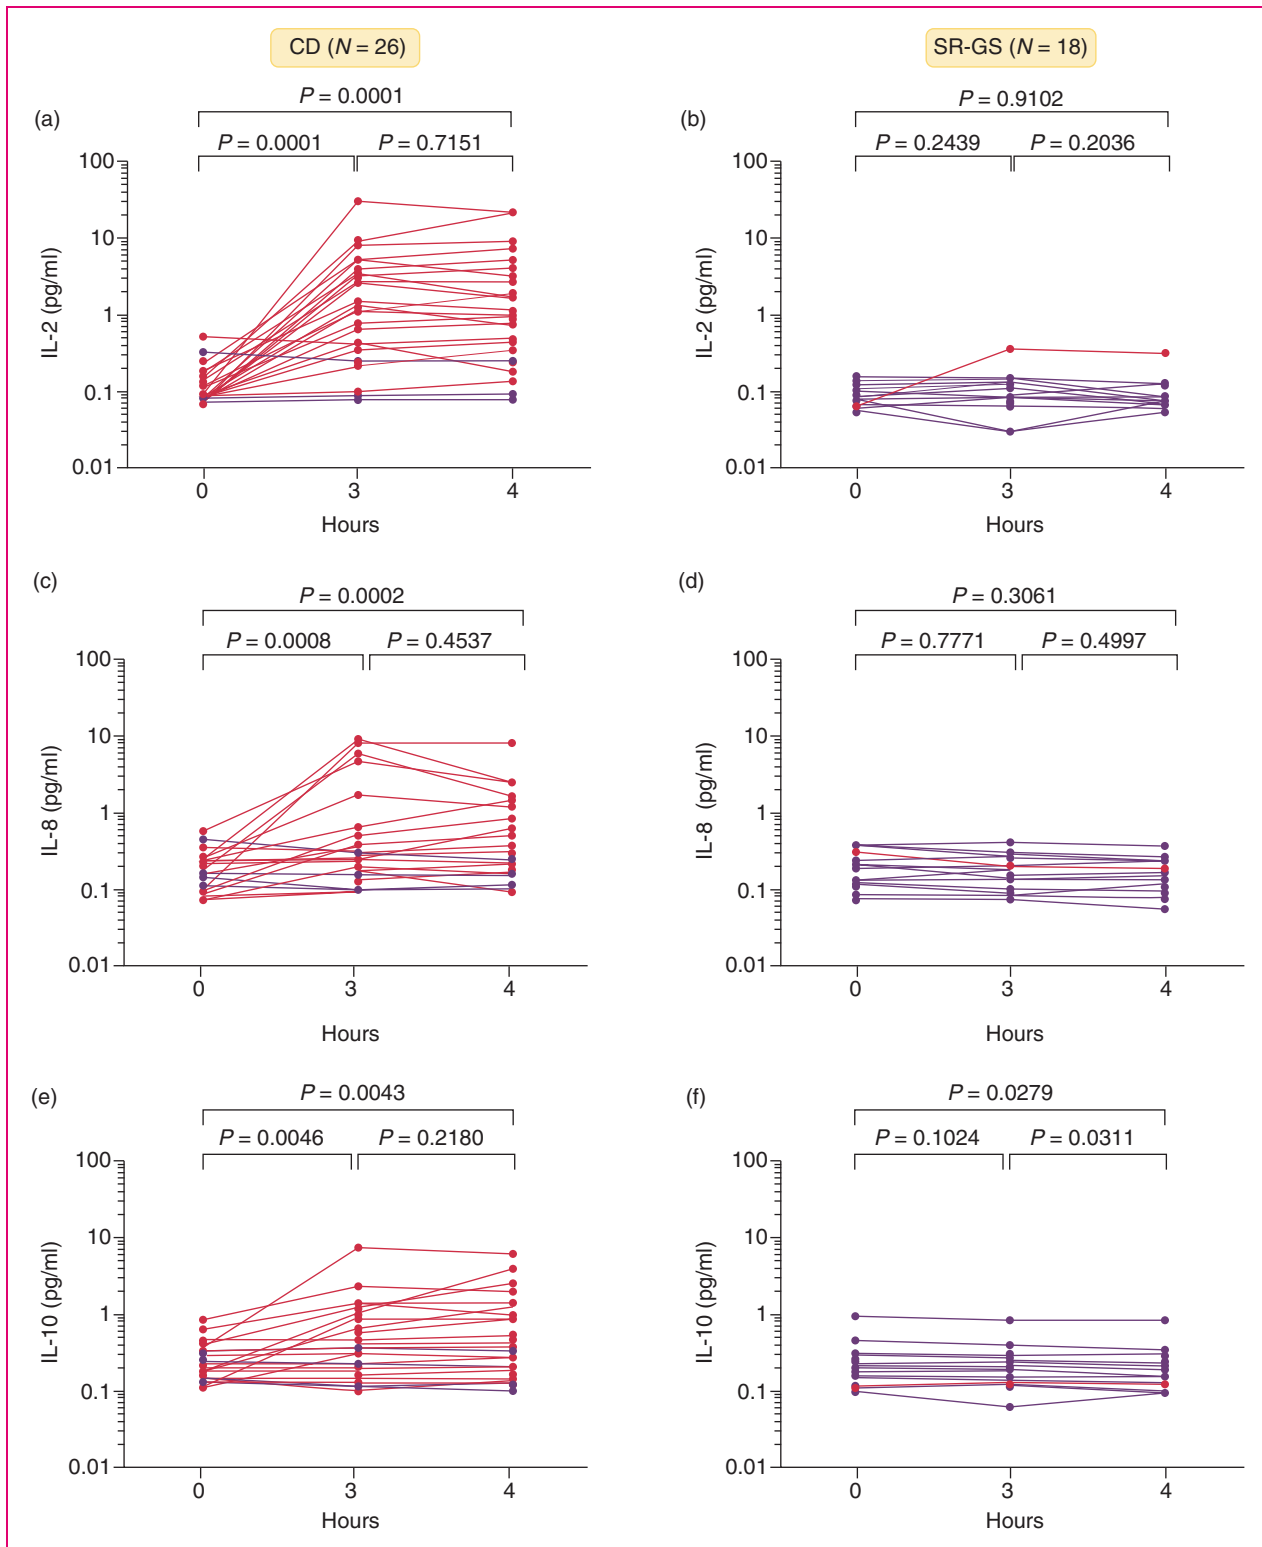 CD (N = 26)
SR-GS (N = 18)
(a)
P = 0.0001
P = 0.0001
P = 0.7151
100
10
1
0.1
0.01
IL-2 (pg/ml)
0
3
4
Hours
(b)
P = 0.9102
P = 0.2439
P = 0.2036
100
10
1
0.1
0.01
IL-2 (pg/ml)
0
3
4
Hours
(c)
P = 0.0002
P = 0.0008
P = 0.4537
100
10
1
0.1
0.01
IL-8 (pg/ml)
0
3
4
Hours
(d)
P = 0.3061
P = 0.7771
P = 0.4997
100
10
1
0.1
0.01
IL-8 (pg/ml)
0
3
4
Hours
(e)
P = 0.0043
P = 0.0046
P = 0.2180
100
10
1
0.1
0.01
IL-10 (pg/ml)
0
3
4
Hours
(f)
P = 0.0279
P = 0.1024
P = 0.0311
100
10
1
0.1
0.01
IL-10 (pg/ml)
0
3
4
Hours